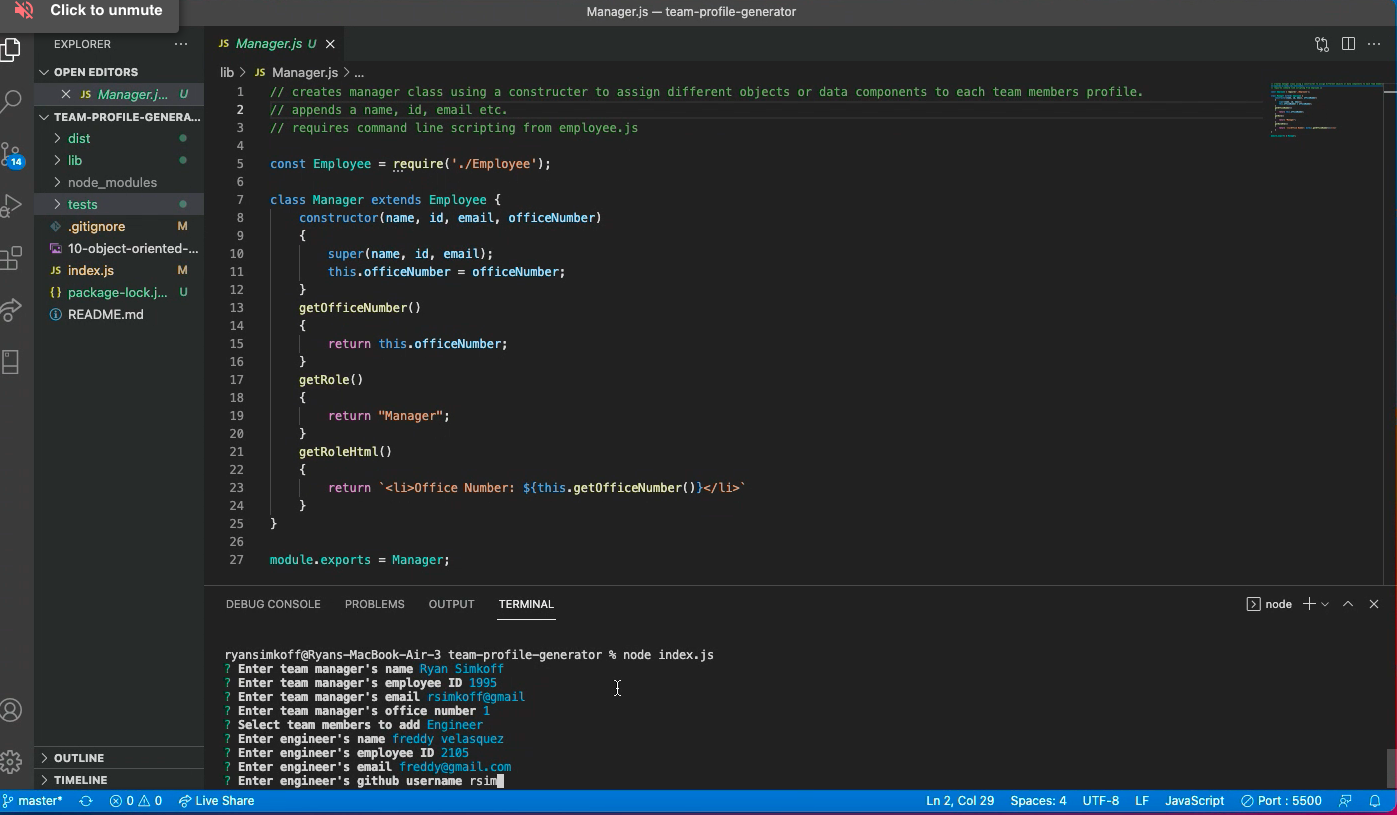 Click to unmute
Manager.js — team-profile-generator
EXPLORER
JS Manager.js U
OPEN EDITORS
JS Manager.j... U
TEAM-PROFILE-GENERA...
dist
lib
node_modules
tests
.gitignore M
10-object-oriented-...
JS index.js M
{} package-lock.j... U
README.md
14
OUTLINE
TIMELINE
lib > JS Manager.js > ...
1 // creates manager class using a constructor to assign different objects or data components to each team members profile.
2 // appends a name, id, email etc.
3 // requires command line scripting from employee.js
4
5 const Employee = require('./Employee');
6
7 class Manager extends Employee {
8 constructor(name, id, email, officeNumber)
9 {
10 super(name, id, email);
11 this.officeNumber = officeNumber;
12 }
13 getOfficeNumber()
14 {
15 return this.officeNumber;
16 }
17 getRole()
18 {
19 return "Manager";
20 }
21 getRoleHtml()
22 {
23 return `<li>Office Number: ${this.getOfficeNumber()}</li>`
24 }
25 }
26
27 module.exports = Manager;
DEBUG CONSOLE PROBLEMS OUTPUT TERMINAL
node
ryansimkoff@Ryans-MacBook-Air-3 team-profile-generator % node index.js
? Enter team manager's name Ryan Simkoff
? Enter team manager's employee ID 1995
? Enter team manager's email rsimkoff@gmail
? Enter team manager's office number 1
? Select team members to add Engineer
? Enter engineer's name freddy velasquez
? Enter engineer's employee ID 2105
? Enter engineer's email freddy@gmail.com
? Enter engineer's github username rsim
master* 0 0 Live Share Ln 2, Col 29 Spaces: 4 UTF-8 LF JavaScript Port : 5500